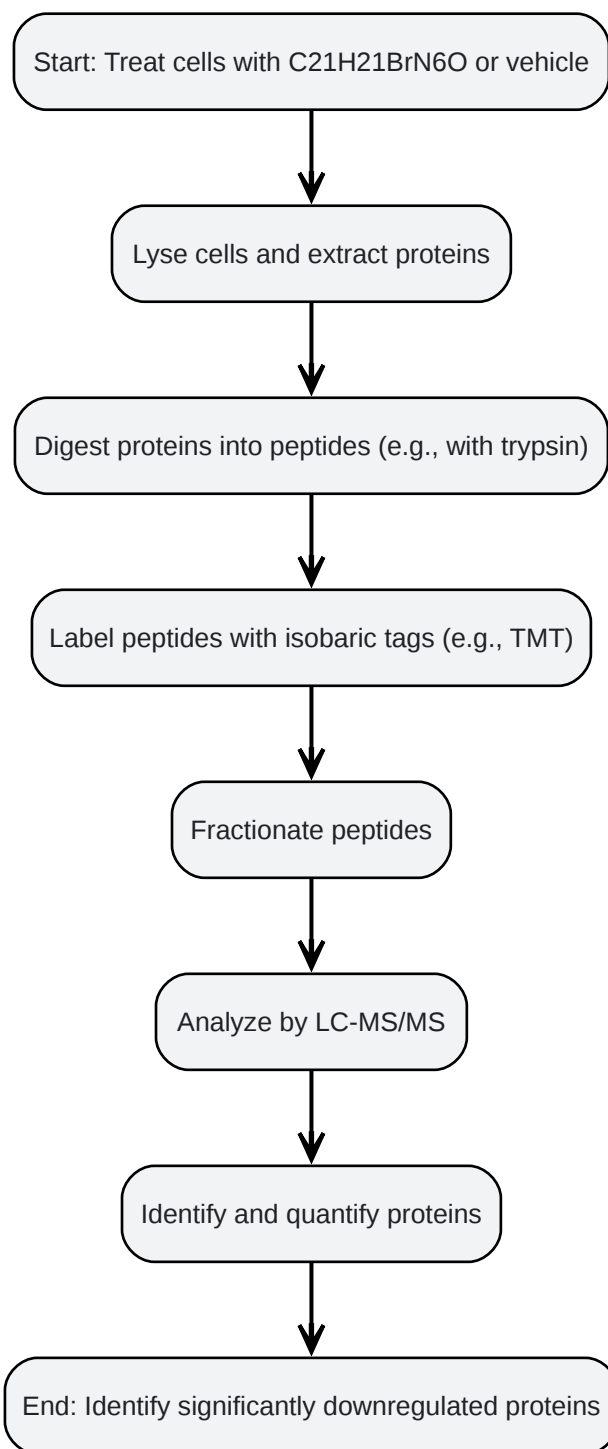 Start: Treat cells with C21H21BrN6O or vehicle
Lyse cells and extract proteins
Digest proteins into peptides (e.g., with trypsin)
Label peptides with isobaric tags (e.g., TMT)
Fractionate peptides
Analyze by LC-MS/MS
Identify and quantify proteins
End: Identify significantly downregulated proteins